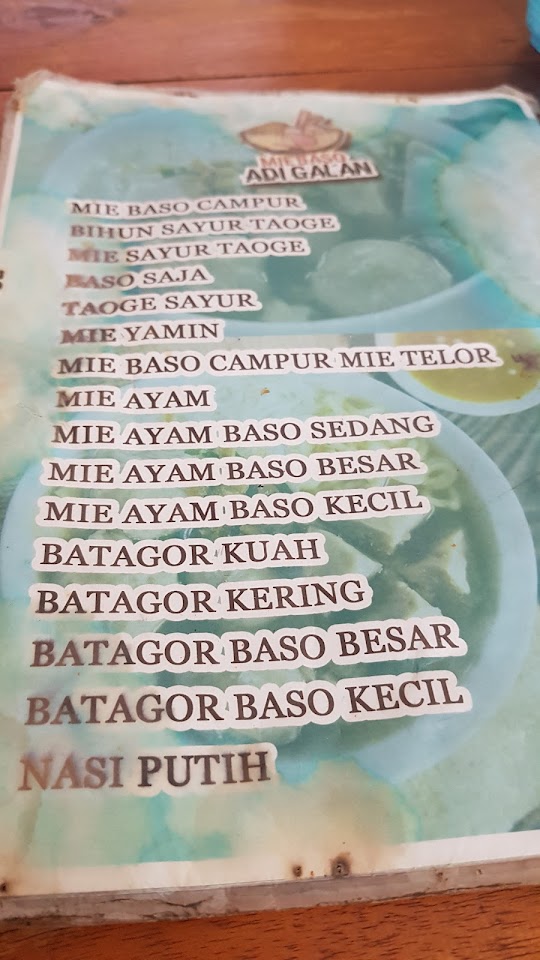 MIE BASO
ADI GALAN
MIE BASO CAMPUR
BIHUN SAYUR TAOGE
MIE SAYUR TAOGE
BASO SAJA
TAOGE SAYUR
MIE YAMIN
MIE BASO CAMPUR MIE TELOR
MIE AYAM
MIE AYAM BASO SEDANG
MIE AYAM BASO BESAR
MIE AYAM BASO KECIL
BATAGOR KUAH
BATAGOR KERING
BATAGOR BASO BESAR
BATAGOR BASO KECIL
NASI PUTIH